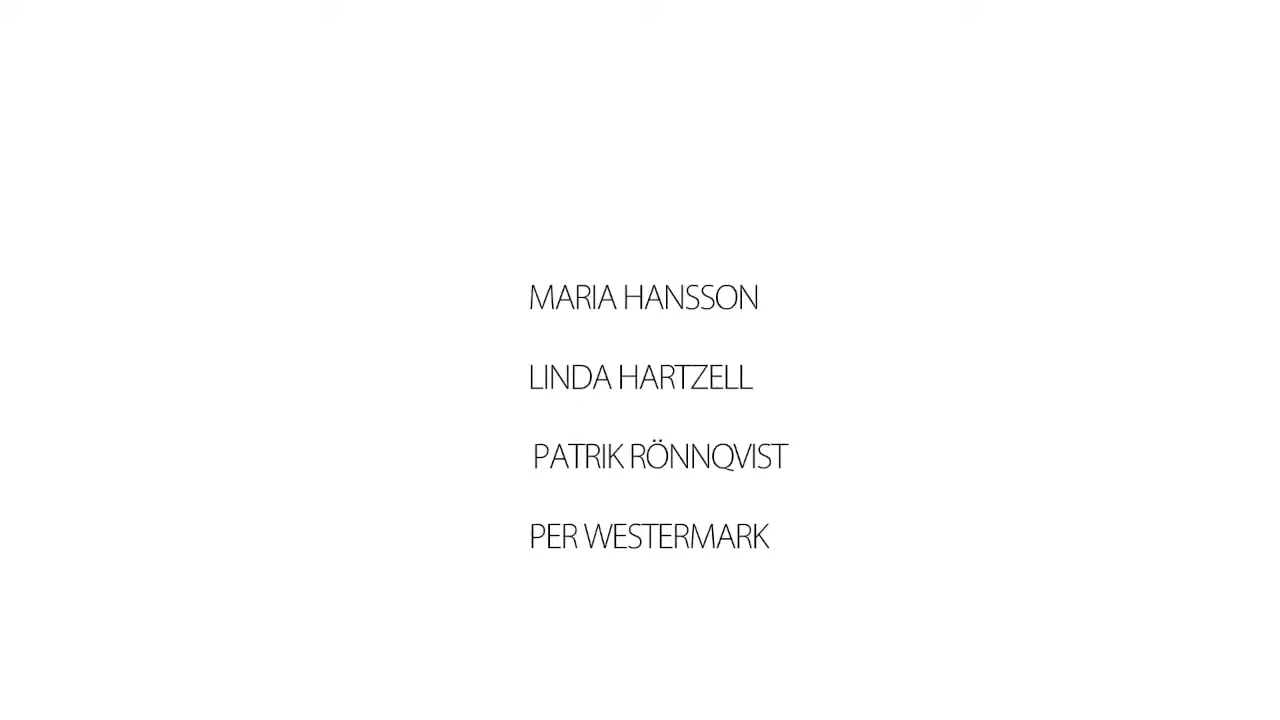 MARIA HANSSON
LINDA HARTZELL
PATRIK RÖNNQVIST
PER WESTERMARK